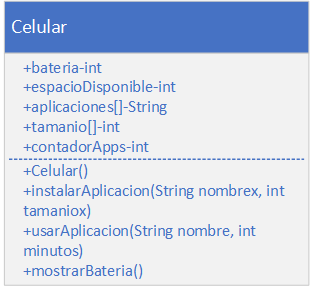 Celular
+bateria-int
+espacioDisponible-int
+aplicaciones[]-String
+tamanio[]-int
+contadorApps-int
+Celular()
+instalarAplicacion(String nombrex, int
tamaniox)
+usarAplicacion(String nombre, int
minutos)
+mostrarBateria()